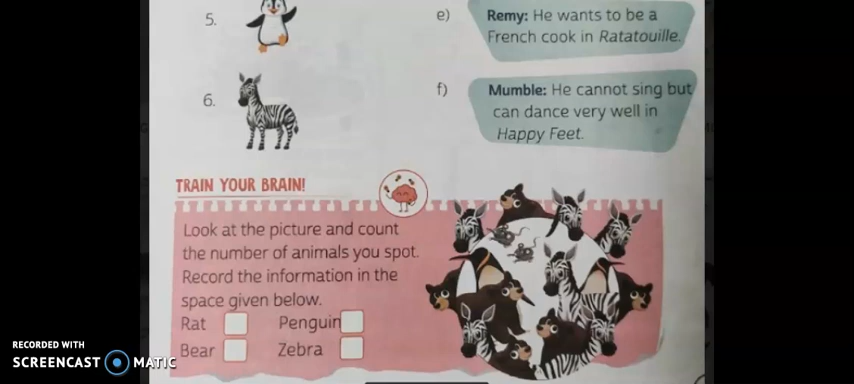 5.
e) Remy: He wants to be a
French cook in Ratatouille.
6.
f) Mumble: He cannot sing but
can dance very well in
Happy Feet.
TRAIN YOUR BRAIN!
Look at the picture and count
the number of animals you spot.
Record the information in the
space given below.
Rat Penguin
Bear Zebra
RECORDED WITH
SCREENCAST MATIC